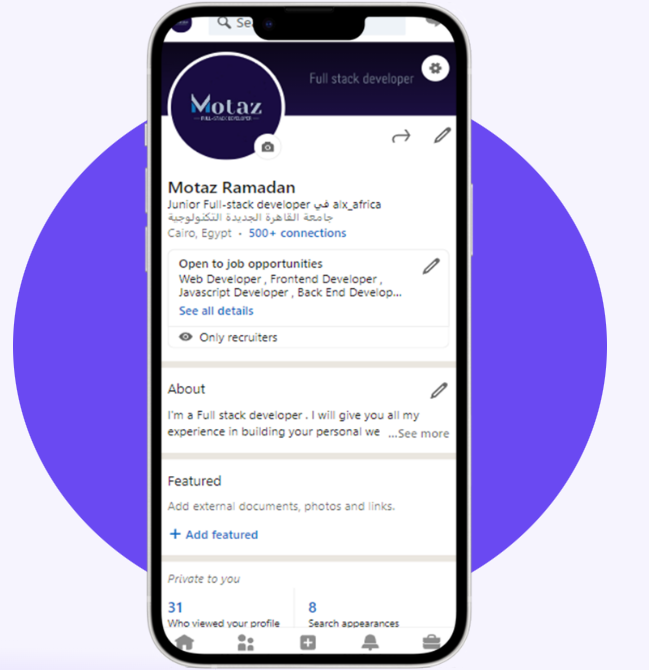 Se
Full stack developer
Motaz
FULL-STACK DEVELOPER
Motaz Ramadan
Junior Full-stack developer في aix_africa
جامعة القاهرة الجديدة التكنولوجية
Cairo, Egypt · 500+ connections
Open to job opportunities
Web Developer , Frontend Developer ,
Javascript Developer , Back End Develop...
See all details
Only recruiters
About
I'm a Full stack developer . I will give you all my
experience in building your personal we ...See more
Featured
Add external documents, photos and links.
+ Add featured
Private to you
31
Who viewed your profile
8
Search appearances